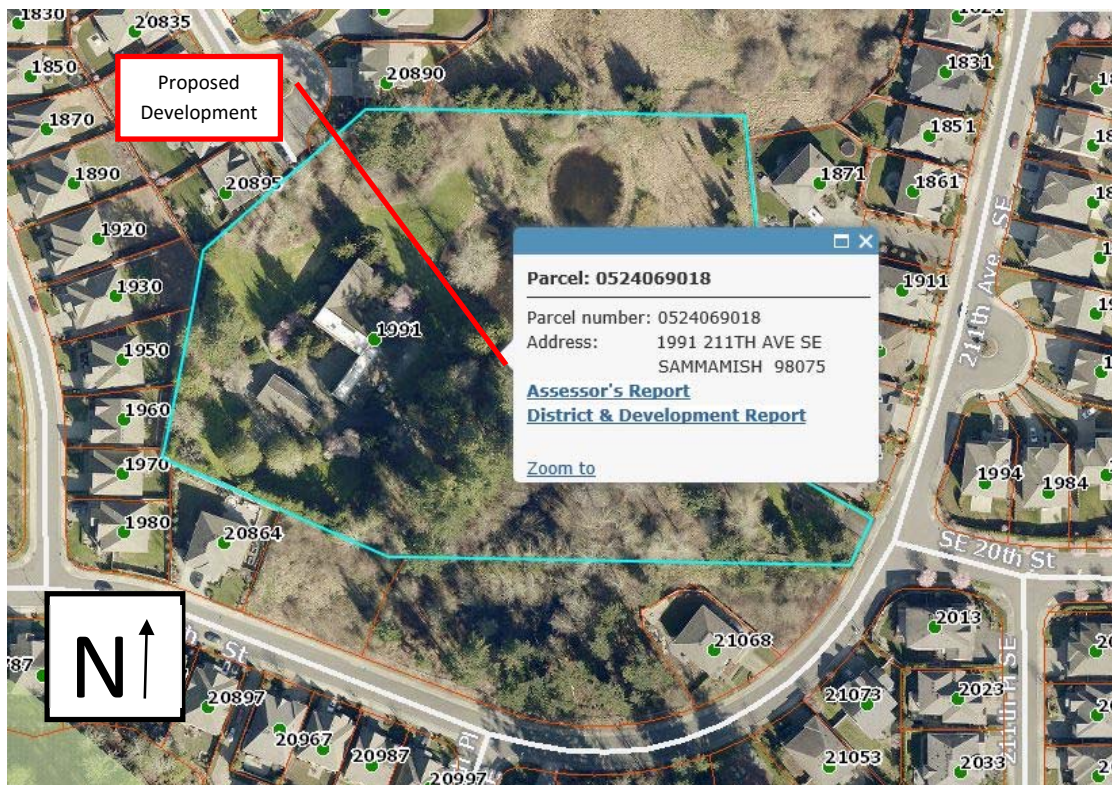 1830
20835
1850
20890
1831
Proposed
Development
1870
1851
1890
20895
1871
1861
1920
Parcel: 0524069018
1930
Parcel number: 0524069018
1911
Address: 1991 211TH AVE SE
SAMMAMISH 98075
211th Ave SE
1991
1950
Assessor's Report
District & Development Report
1960
Zoom to
1970
1994
1984
1980
20864
SE 20th St
N
21068
2013
St
20897
21073
2023
20967
20987
21053
2033
Pl
20997